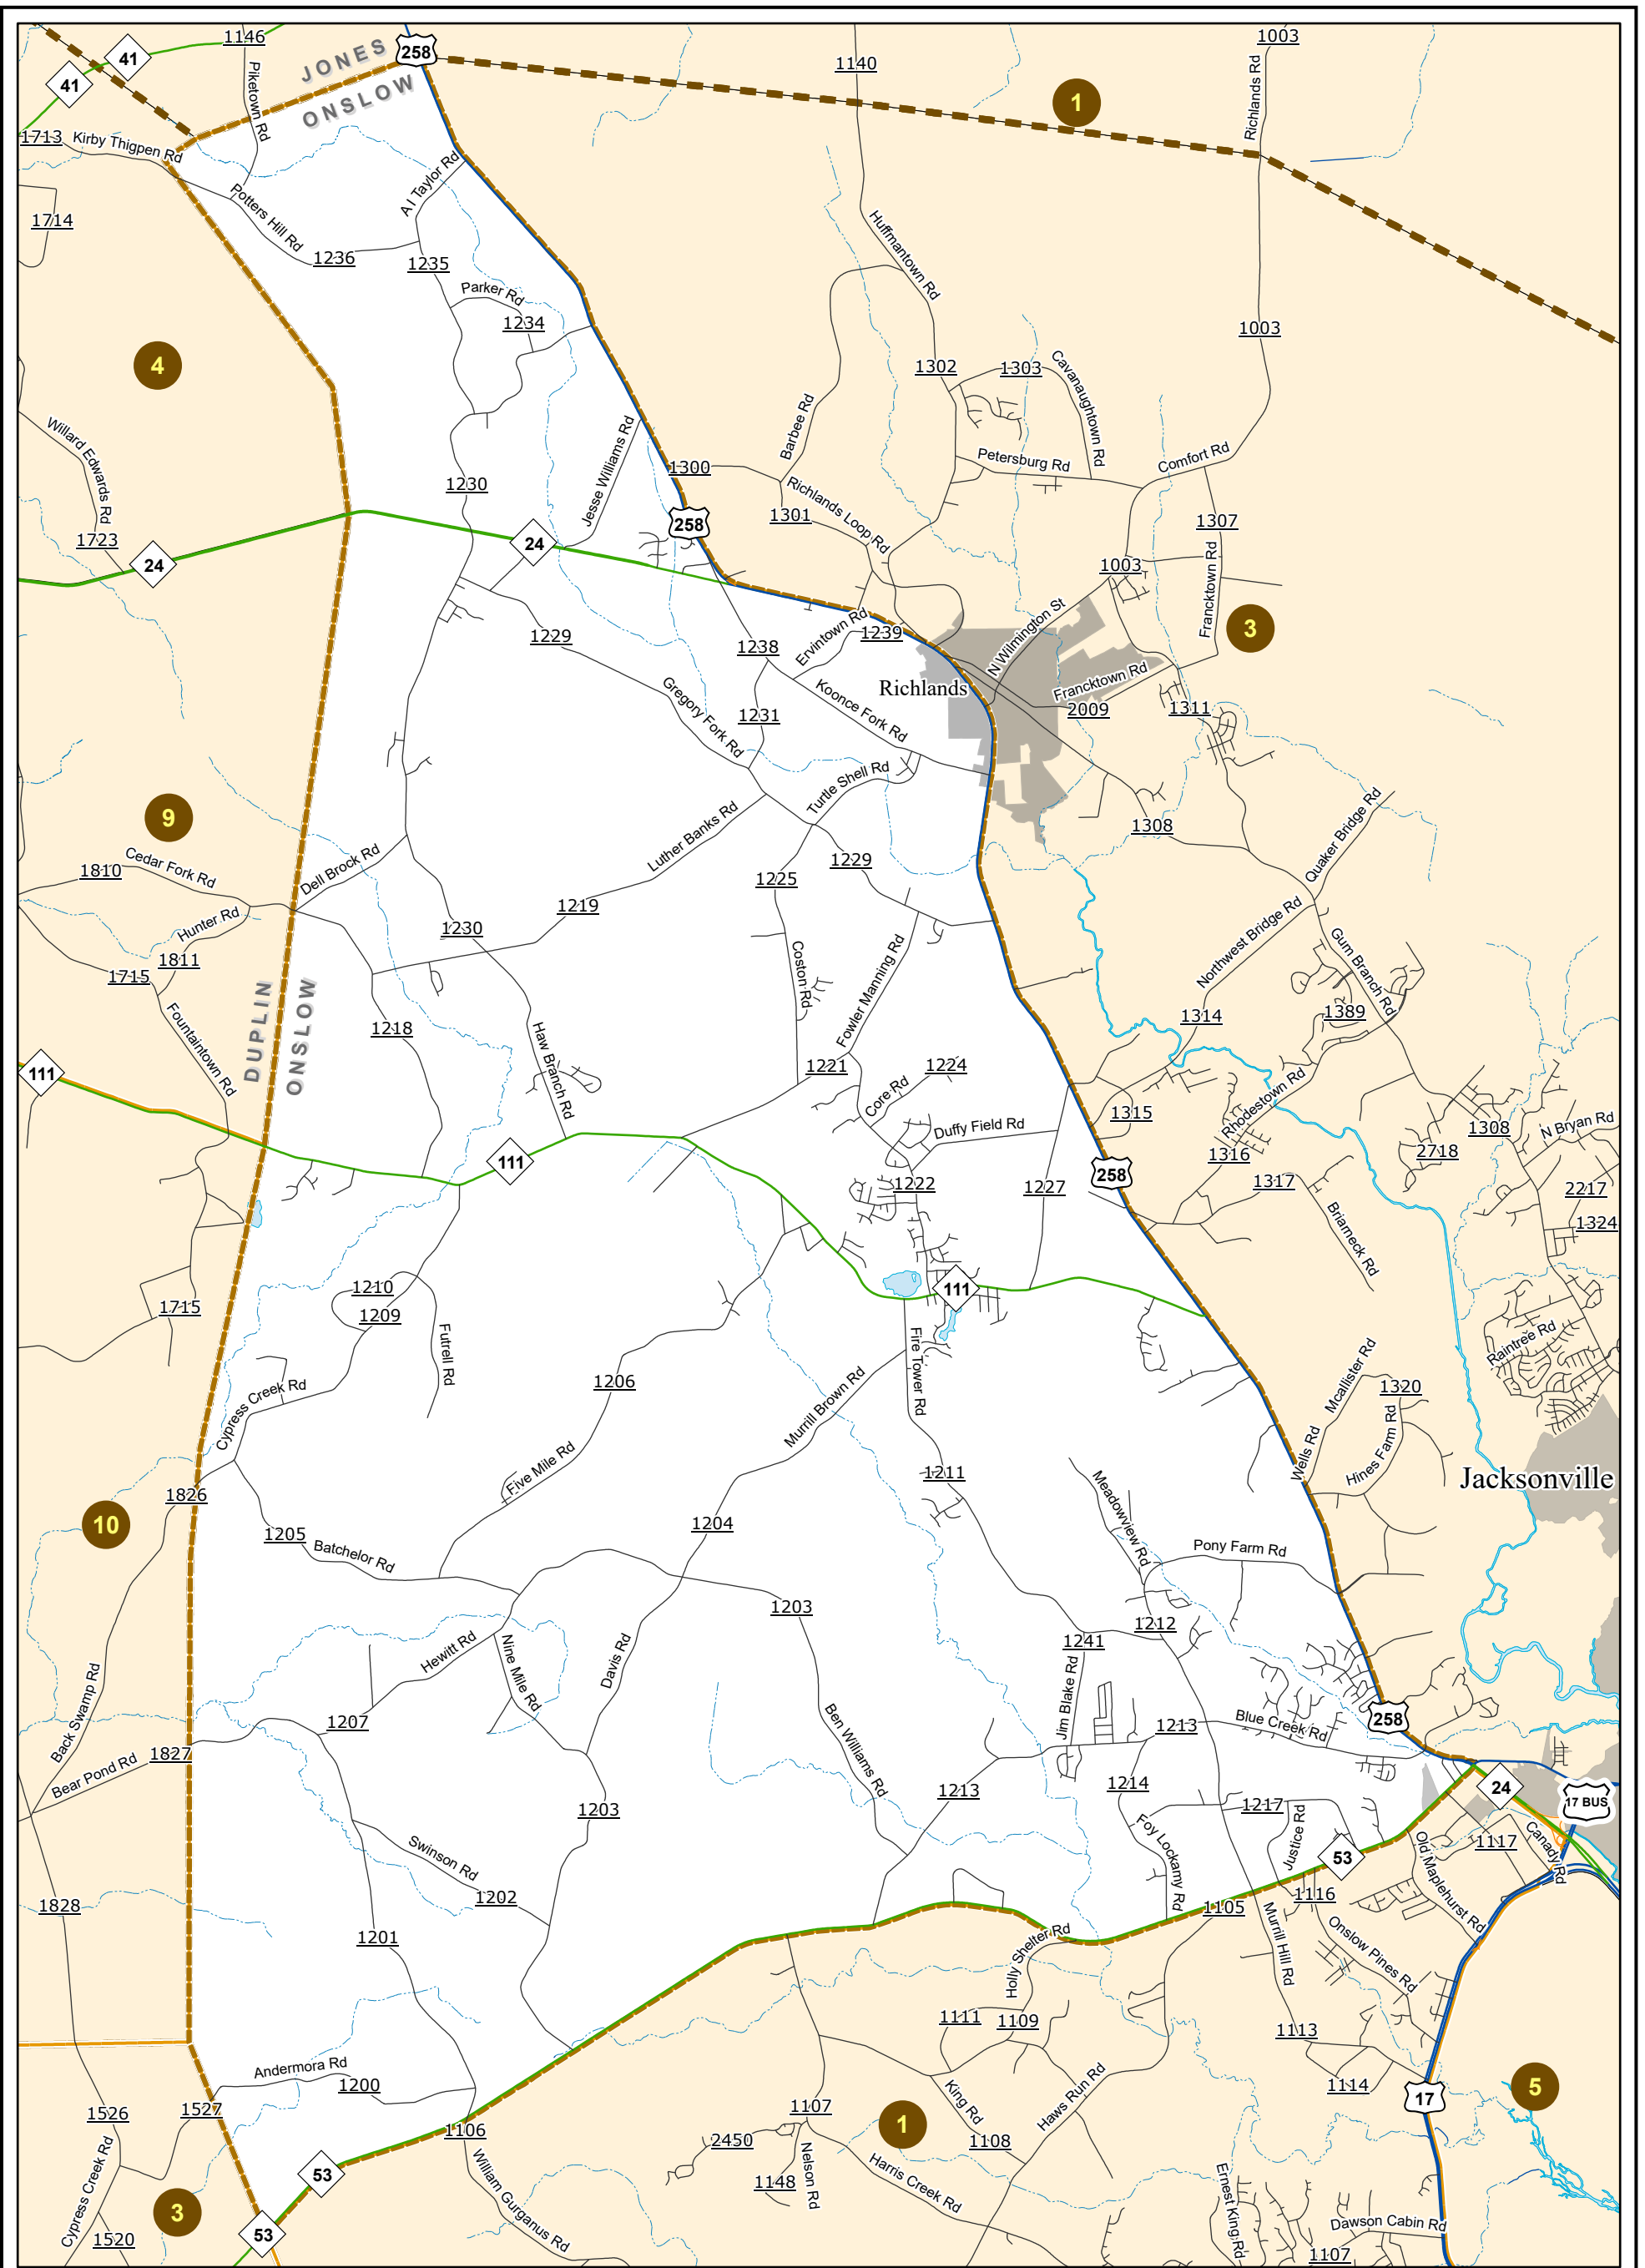 1146
258
1003
41
JONES
1140
41
ONSLOW
Piketown Rd
Richlands Rd
1
1713
Kirby Thigpen Rd
A I Taylor Rd
1714
Potters Hill Rd
Huffmantown Rd
1236
1235
Parker Rd
1234
1003
4
1302
1303
Cavanaughtown Rd
Willard Edwards Rd
Barbee Rd
Jesse Williams Rd
Petersburg Rd
Comfort Rd
1300
1230
Richlands Loop Rd
1301
258
1307
1723
24
24
1003
Francktown Rd
N Wilmington St
3
1229
1238
Ervintown Rd
1239
Richlands
Francktown Rd
2009
1311
Gregory Fork Rd
1231
Koonce Fork Rd
Turtle Shell Rd
9
1308
Quaker Bridge Rd
Luther Banks Rd
1810
Cedar Fork Rd
Dell Brock Rd
1229
1225
1219
Hunter Rd
1230
Northwest Bridge Rd
Gum Branch Rd
1811
1715
Coston Rd
Fowler Manning Rd
DUPLIN
ONSLOW
Fountaintown Rd
1218
Haw Branch Rd
1314
1389
111
1221
1224
Core Rd
Rhodestown Rd
1315
Duffy Field Rd
1308
N Bryan Rd
111
1316
2718
258
1222
1227
1317
2217
1324
Briarneck Rd
1210
111
1209
1715
Futrell Rd
Fire Tower Rd
Raintree Rd
Mcallister Rd
1206
Cypress Creek Rd
Murrill Brown Rd
1320
Hines Farm Rd
Wells Rd
Five Mile Rd
1211
Jacksonville
1826
10
Meadowview Rd
1204
1205
Batchelor Rd
Pony Farm Rd
1203
1212
1241
Hewitt Rd
Nine Mile Rd
Davis Rd
Jim Blake Rd
Back Swamp Rd
1207
Ben Williams Rd
1213
Blue Creek Rd
258
1827
Bear Pond Rd
1213
1214
24
17 BUS
1203
1217
Foy Lockamy Rd
Justice Rd
1117
Canady Rd
Swinson Rd
53
Old Maplehurst Rd
1202
1828
1116
1105
1201
Murrill Hill Rd
Onslow Pines Rd
Holly Shelter Rd
1111
1109
1113
Andermora Rd
1200
1114
5
17
King Rd
Haws Run Rd
1526
1527
1107
1
1106
2450
1108
Cypress Creek Rd
53
William Gurganus Rd
1148
Nelson Rd
Harris Creek Rd
Ernest King Rd
3
53
1520
Dawson Cabin Rd
1107